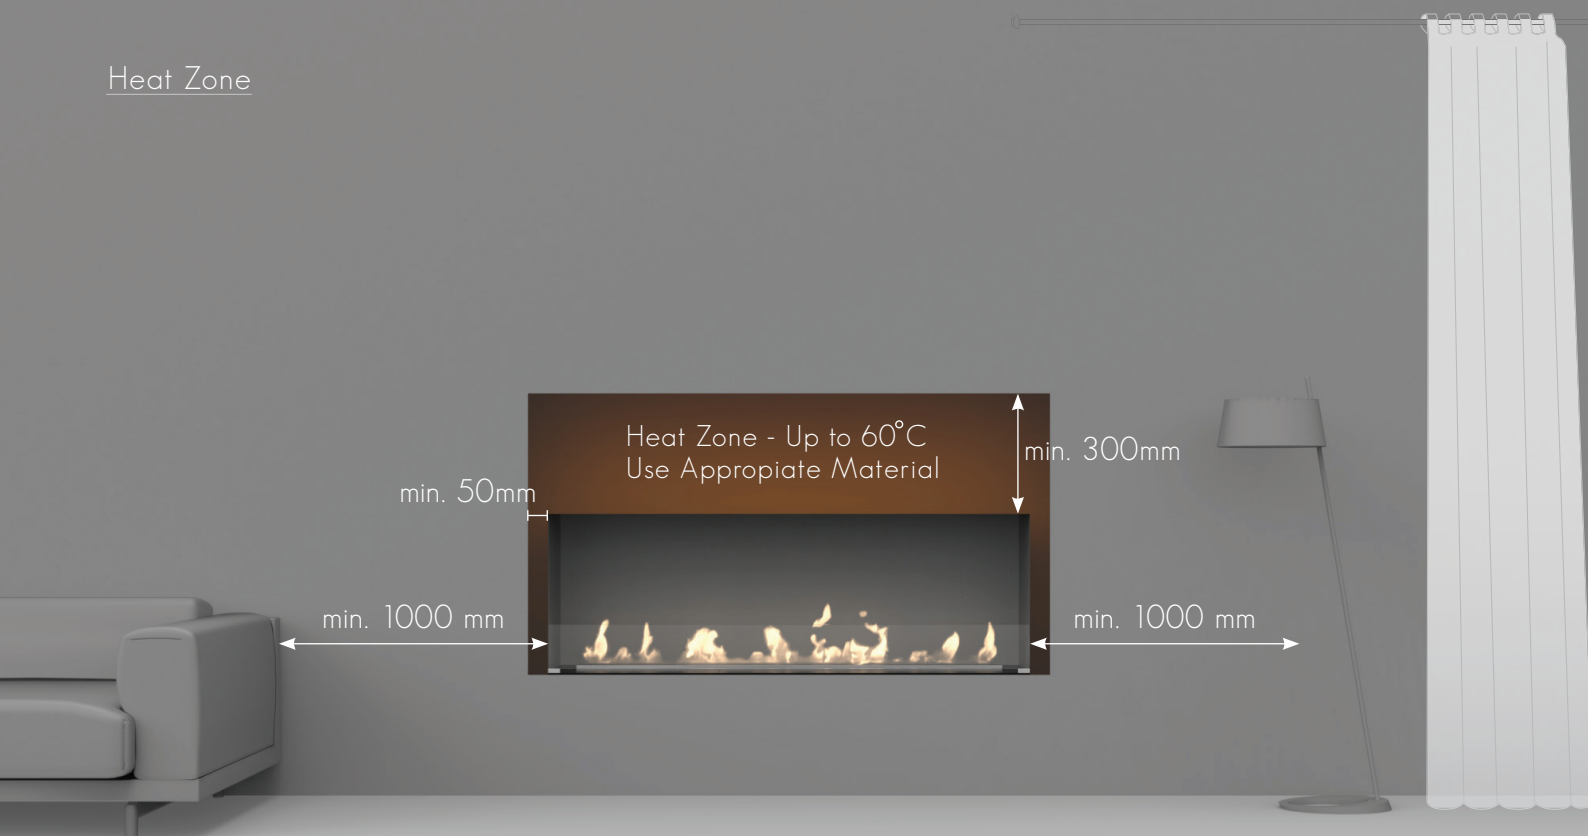 Heat Zone
Heat Zone - Up to 60°C
Use Appropiate Material
min. 300mm
min. 50mm
min. 1000 mm
min. 1000 mm